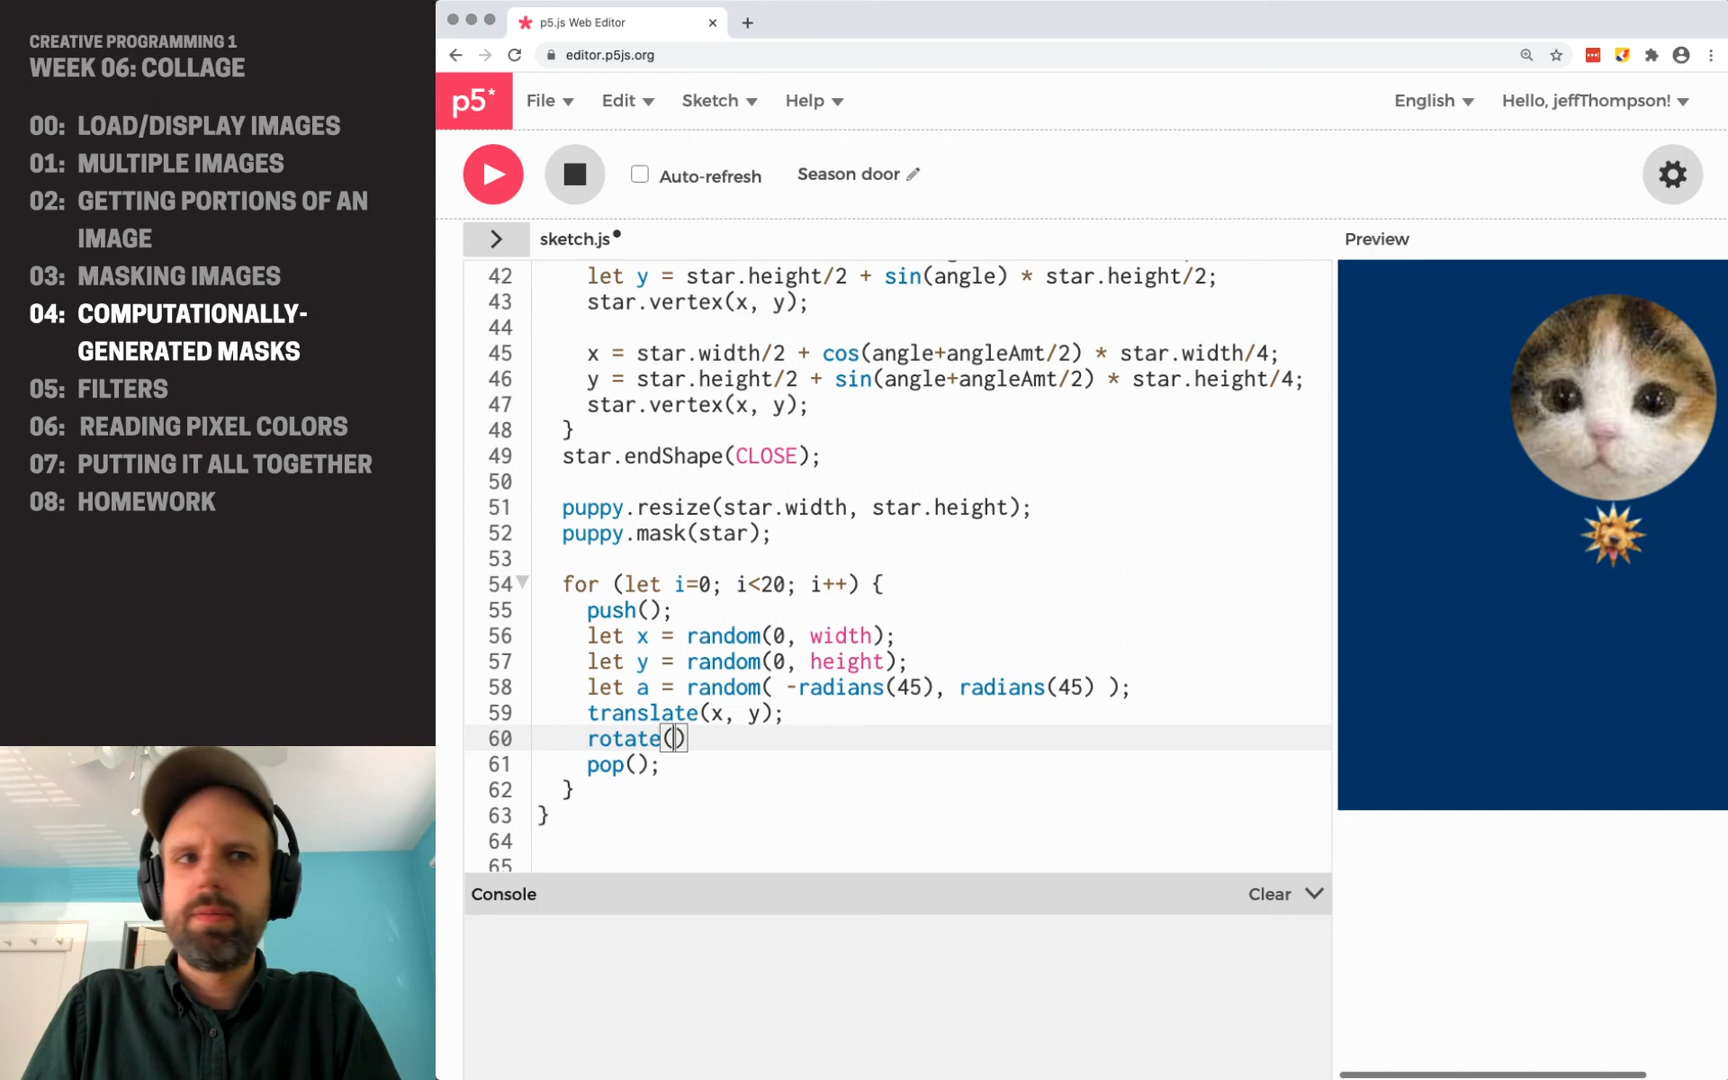 CREATIVE PROGRAMMING 1
WEEK 06: COLLAGE
00: LOAD/DISPLAY IMAGES
01: MULTIPLE IMAGES
02: GETTING PORTIONS OF AN
IMAGE
03: MASKING IMAGES
04: COMPUTATIONALLY-
GENERATED MASKS
05: FILTERS
06: READING PIXEL COLORS
07: PUTTING IT ALL TOGETHER
08: HOMEWORK
p5.js Web Editor
editor.p5js.org
p5* File Edit Sketch Help English Hello, jeffThompson!
Auto-refresh Season door
sketch.js
Preview
42 let y = star.height/2 + sin(angle) * star.height/2;
43 star.vertex(x, y);
44
45 x = star.width/2 + cos(angle+angleAmt/2) * star.width/4;
46 y = star.height/2 + sin(angle+angleAmt/2) * star.height/4;
47 star.vertex(x, y);
48 }
49 star.endShape(CLOSE);
50
51 puppy.resize(star.width, star.height);
52 puppy.mask(star);
53
54 for (let i=0; i<20; i++) {
55 push();
56 let x = random(0, width);
57 let y = random(0, height);
58 let a = random( -radians(45), radians(45) );
59 translate(x, y);
60 rotate()
61 pop();
62 }
63 }
64
65
Console Clear